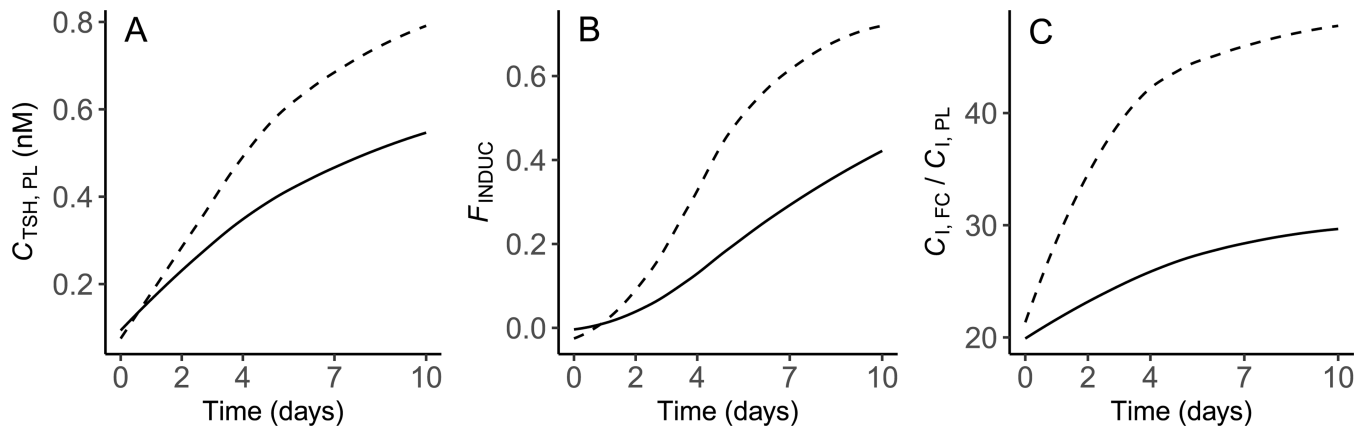 A
C_TSH, PL (nM)
0.8
0.6
0.4
0.2
0 2 4 7 10
Time (days)
B
F_INDUC
0.6
0.4
0.2
0.0
0 2 4 7 10
Time (days)
C
C_I, FC / C_I, PL
40
30
20
0 2 4 7 10
Time (days)